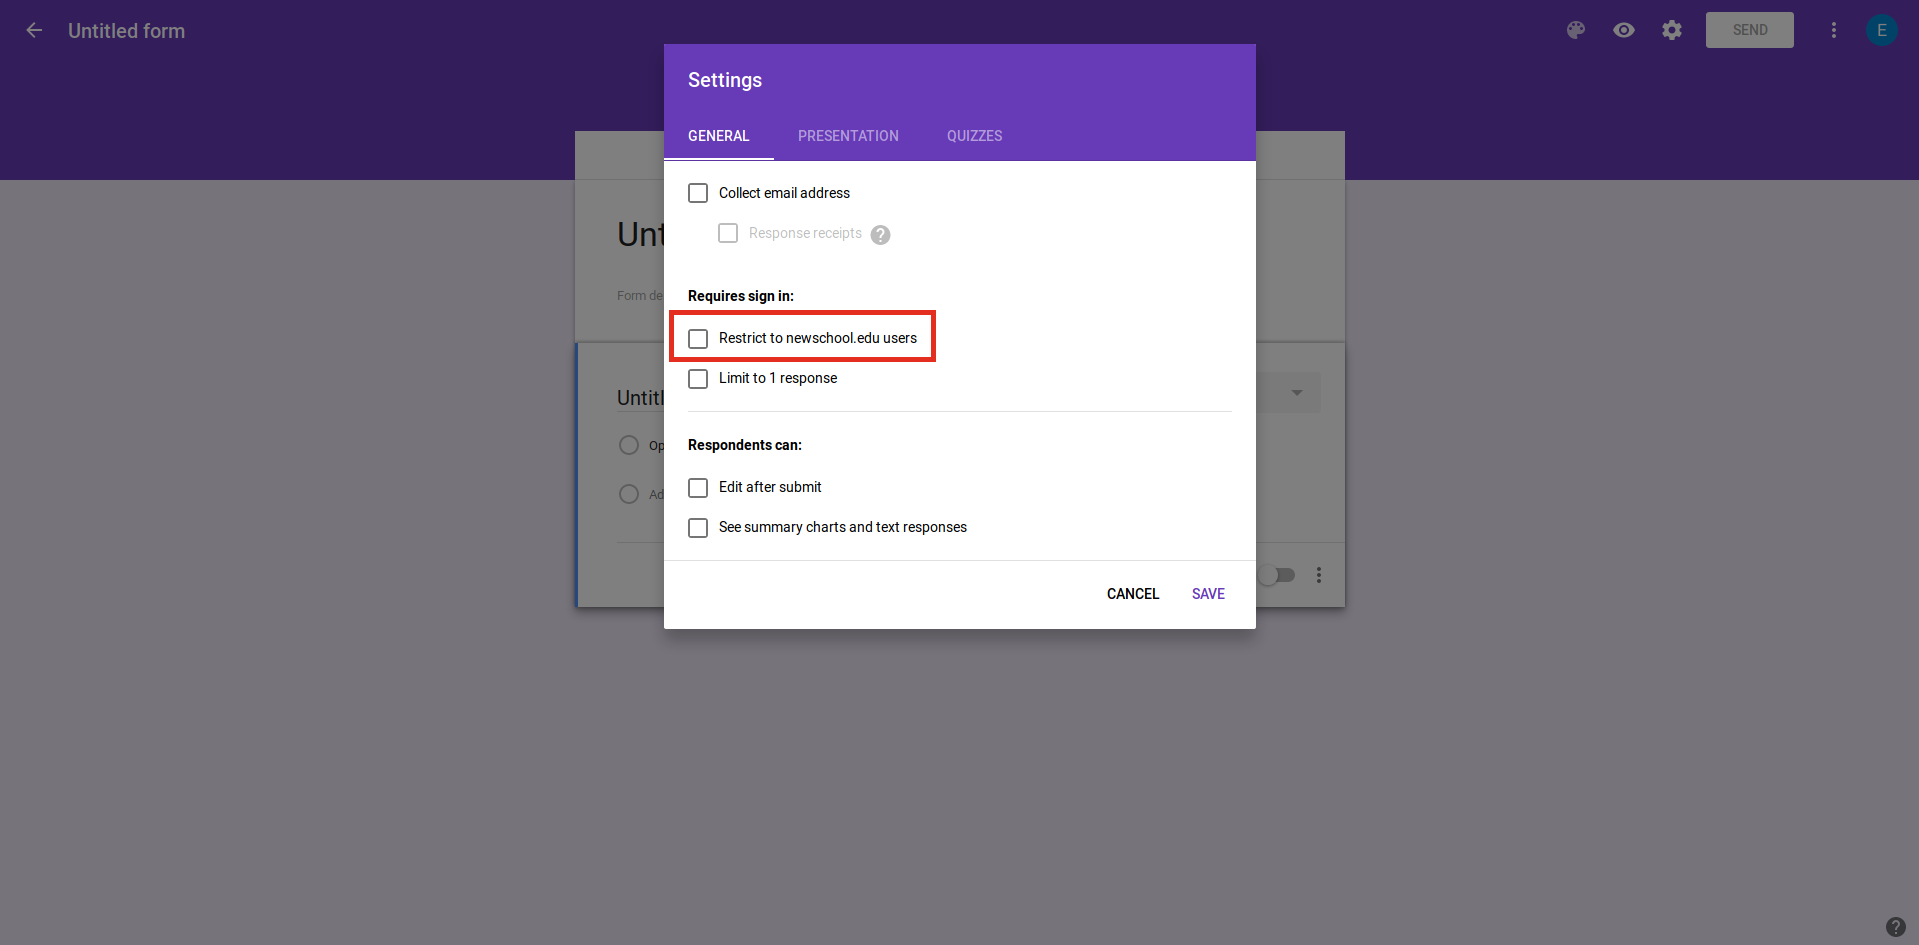 Untitled form
SEND
E
Settings
GENERAL PRESENTATION QUIZZES
Collect email address
Response receipts
?
Requires sign in:
Restrict to newschool.edu users
Limit to 1 response
Respondents can:
Edit after submit
See summary charts and text responses
CANCEL SAVE
Unt
Form de
Untitl
Op
Ad
?